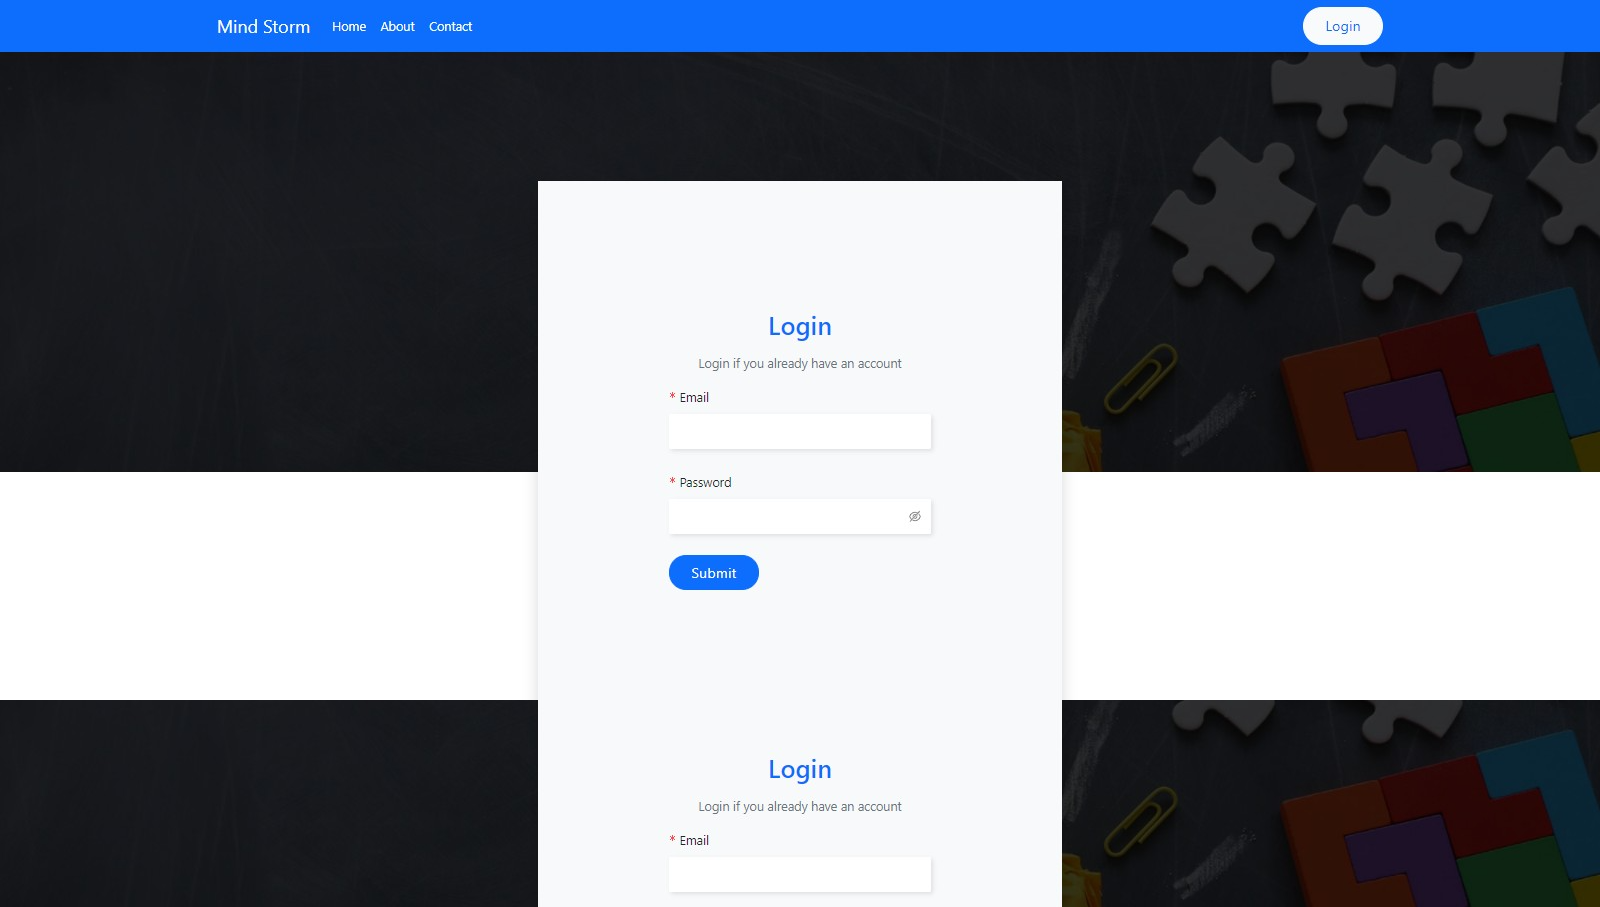 Mind Storm Home About Contact Login
Login
Login if you already have an account
* Email
* Password
Submit
Login
Login if you already have an account
* Email